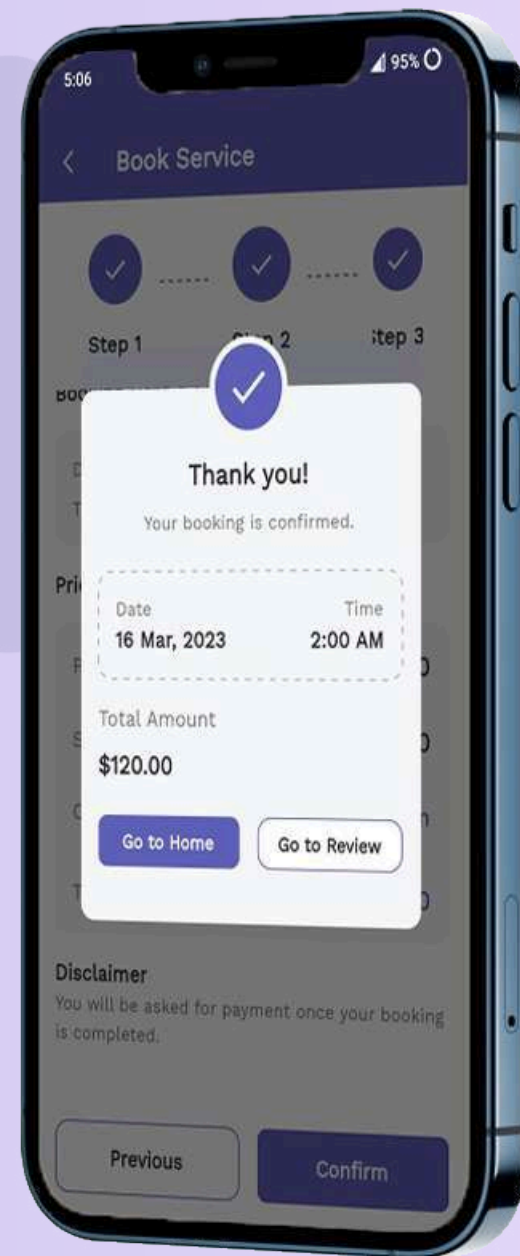 5:06
95%
Book Service
Step 1
2
tep 3
Thank you!
Your booking is confirmed.
Date Time
16 Mar, 2023 2:00 AM
Total Amount
$120.00
Go to Home Go to Review
Disclaimer
You will be asked for payment once your booking
is completed.
Previous Confirm